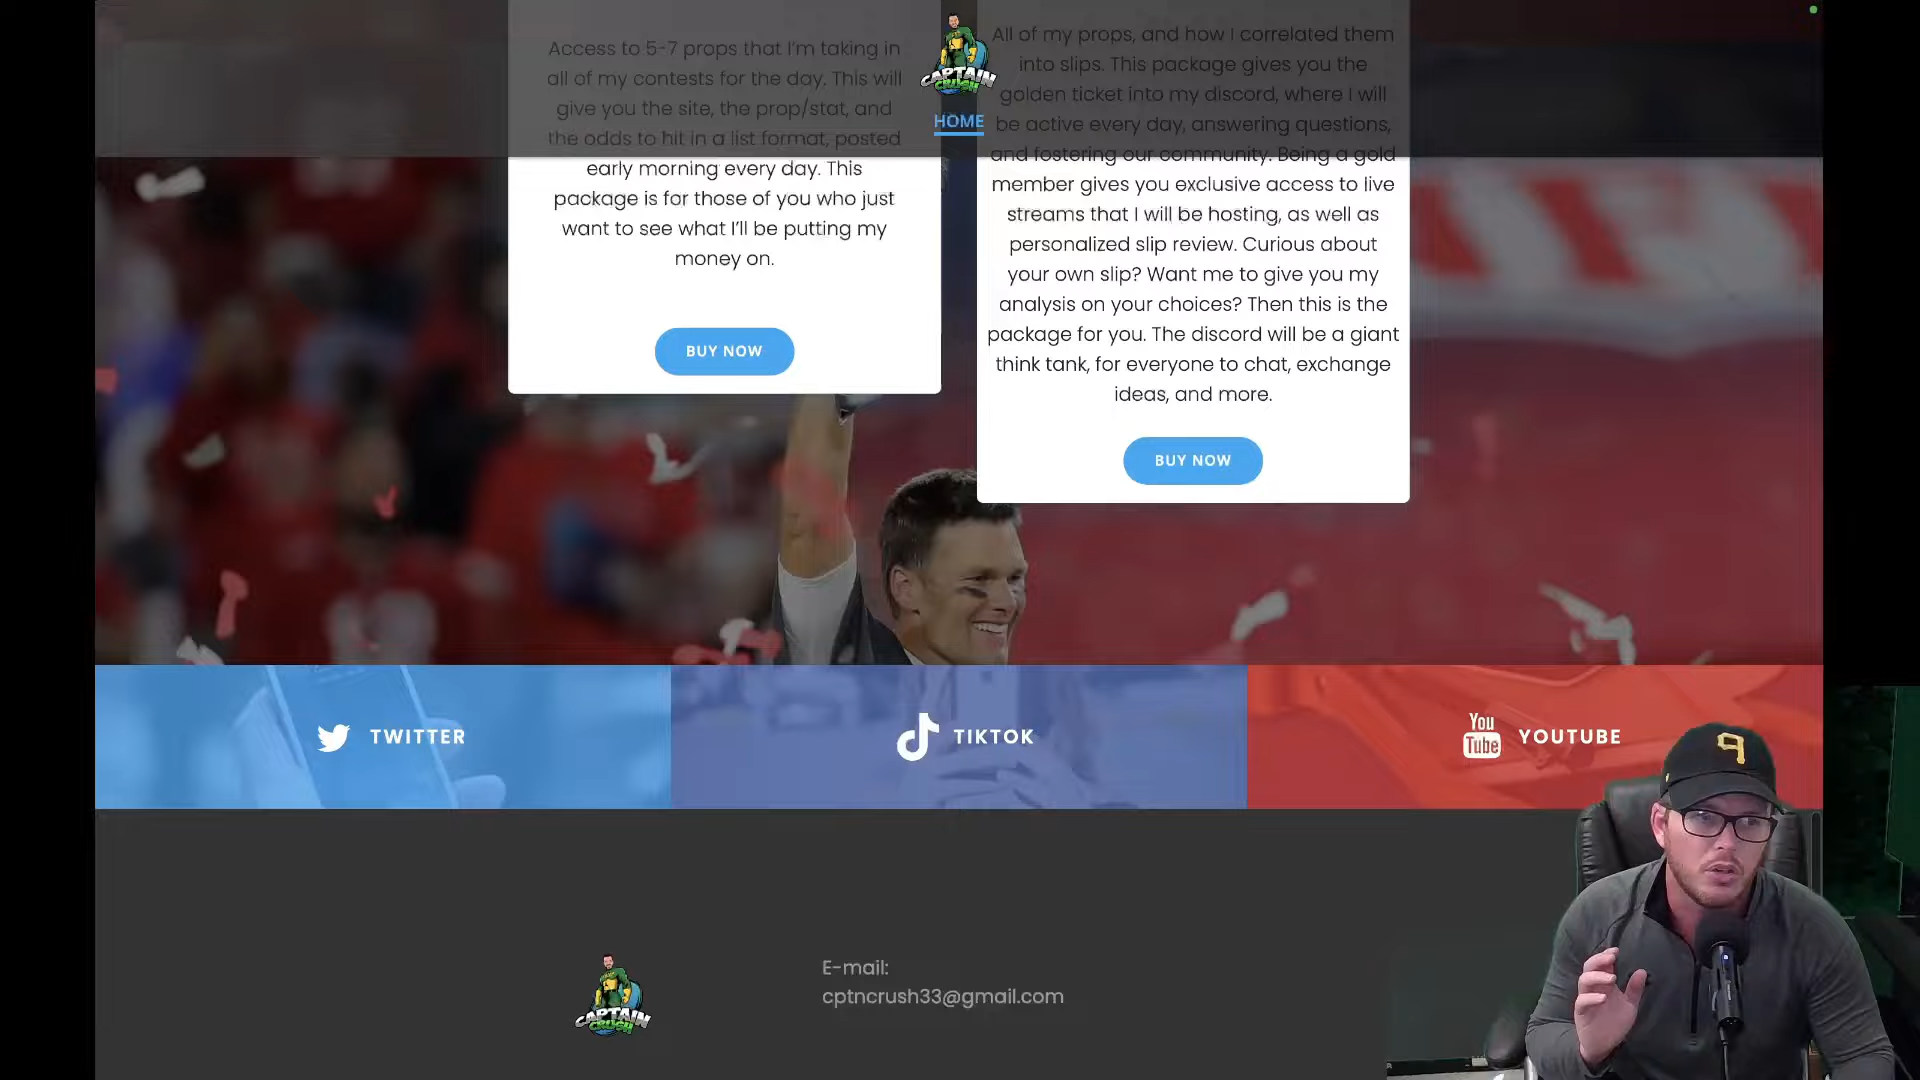 Access to 5-7 props that I'm taking in
all of my contests for the day. This will
give you the site, the prop/stat, and
the odds to hit in a list format, posted
early morning every day. This
package is for those of you who just
want to see what I'll be putting my
money on.
BUY NOW
CAPTAIN
CRUSH
HOME
All of my props, and how I correlated them
into slips. This package gives you the
golden ticket into my discord, where I will
be active every day, answering questions,
and fostering our community. Being a gold
member gives you exclusive access to live
streams that I will be hosting, as well as
personalized slip review. Curious about
your own slip? Want me to give you my
analysis on your choices? Then this is the
package for you. The discord will be a giant
think tank, for everyone to chat, exchange
ideas, and more.
BUY NOW
TWITTER
TIKTOK
You
Tube
YOUTUBE
P
CAPTAIN
CRUSH
E-mail:
cptncrush33@gmail.com